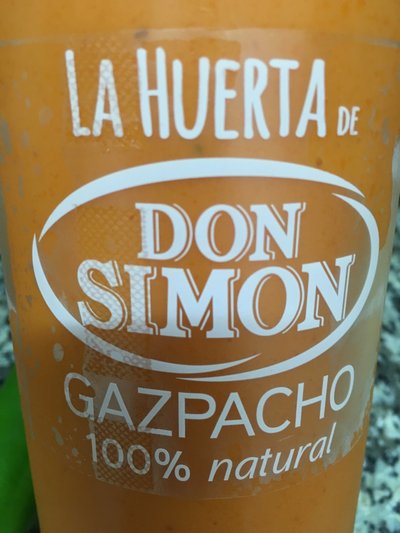 LA HUERTA DE
DON
SIMON
GAZPACHO
100% natural